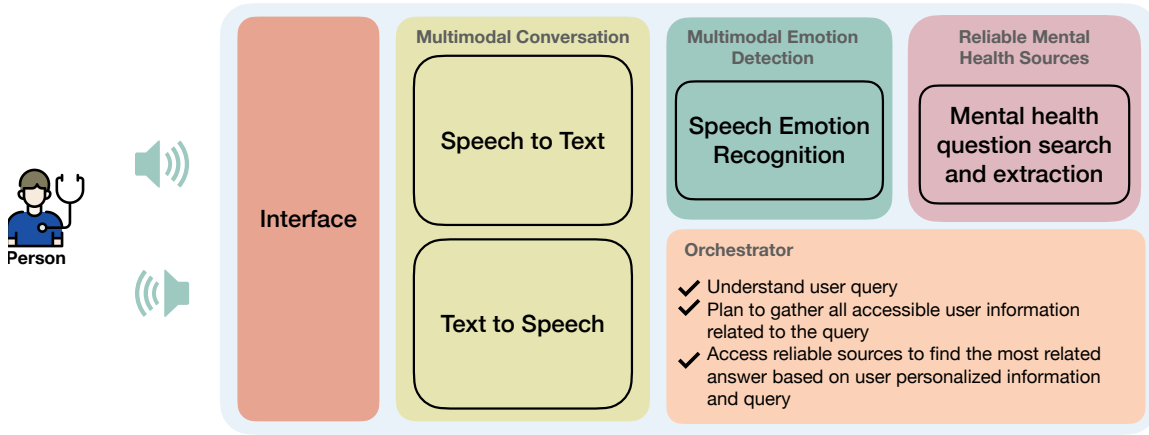 Person
Interface
Multimodal Conversation
Speech to Text
Text to Speech
Multimodal Emotion
Detection
Speech Emotion
Recognition
Reliable Mental
Health Sources
Mental health
question search
and extraction
Orchestrator
Understand user query
Plan to gather all accessible user information
related to the query
Access reliable sources to find the most related
answer based on user personalized information
and query